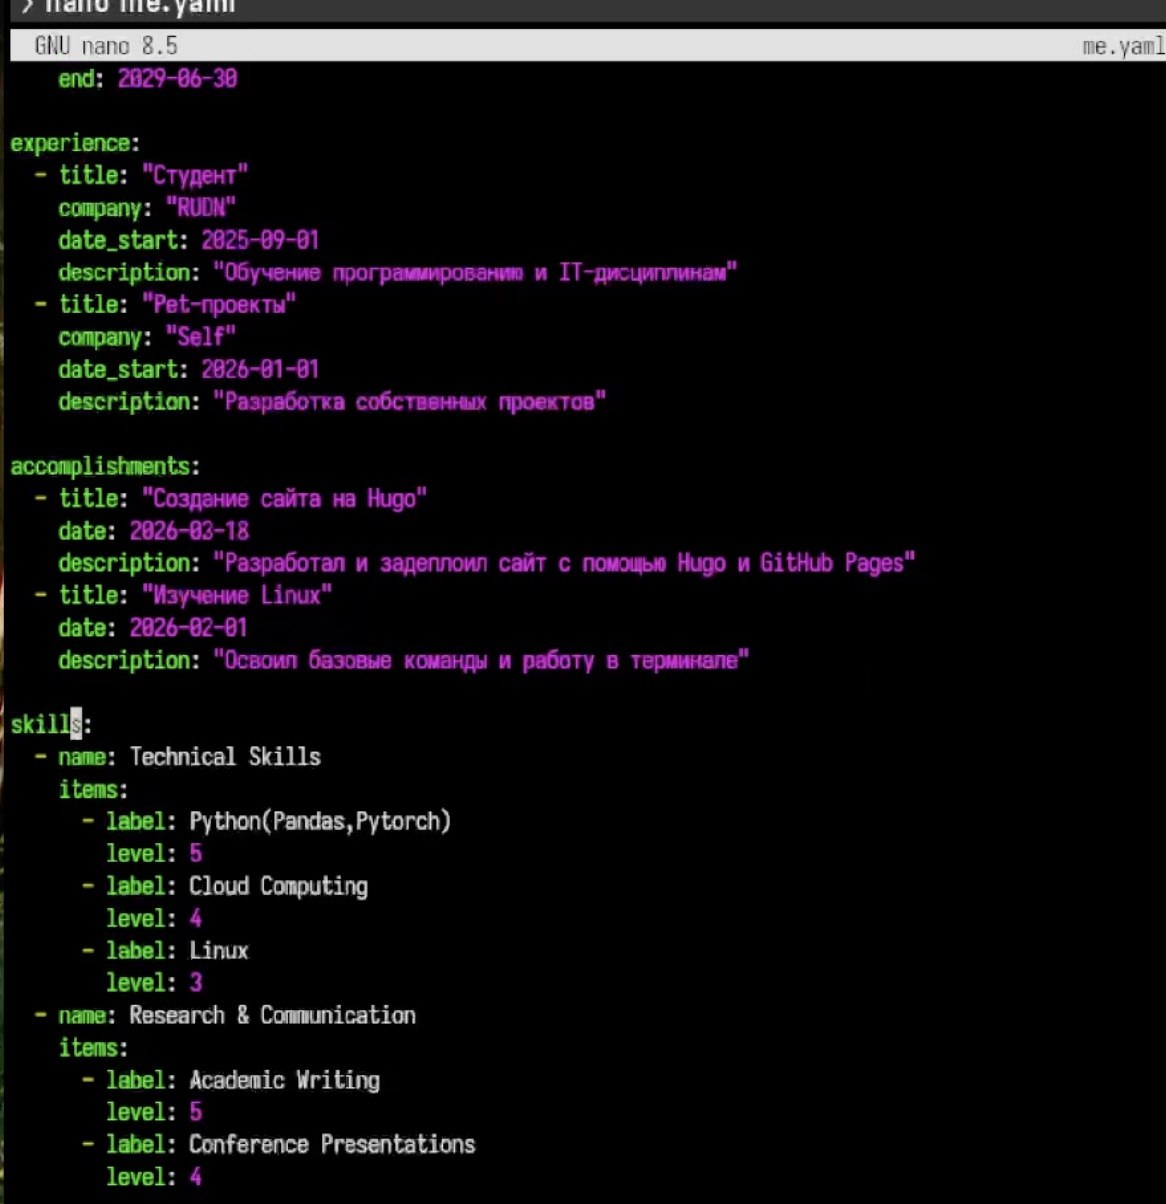 > nano me.yaml
GNU nano 8.5 me.yaml
end: 2029-06-30
experience:
- title: "Студент"
company: "RUDN"
date_start: 2025-09-01
description: "Обучение программированию и IT-дисциплинам"
- title: "Pet-проекты"
company: "Self"
date_start: 2026-01-01
description: "Разработка собственных проектов"
accomplishments:
- title: "Создание сайта на Hugo"
date: 2026-03-18
description: "Разработал и задеплоил сайт с помощью Hugo и GitHub Pages"
- title: "Изучение Linux"
date: 2026-02-01
description: "Освоил базовые команды и работу в терминале"
skills:
- name: Technical Skills
items:
- label: Python(Pandas,Pytorch)
level: 5
- label: Cloud Computing
level: 4
- label: Linux
level: 3
- name: Research & Communication
items:
- label: Academic Writing
level: 5
- label: Conference Presentations
level: 4